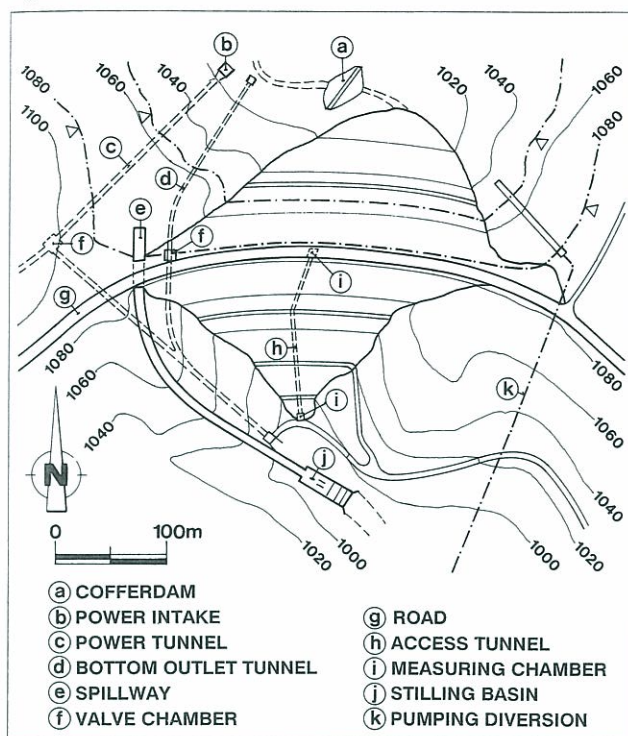 b
a
1080
1060
1040
1020
1040
1060
1080
1100
c
d
e
f
f
i
g
h
1080
1060
1040
k
1080
1060
i
j
1040
N
1020
1000
1000
1020
0
100m
a COFFERDAM
b POWER INTAKE
c POWER TUNNEL
d BOTTOM OUTLET TUNNEL
e SPILLWAY
f VALVE CHAMBER
g ROAD
h ACCESS TUNNEL
i MEASURING CHAMBER
j STILLING BASIN
k PUMPING DIVERSION